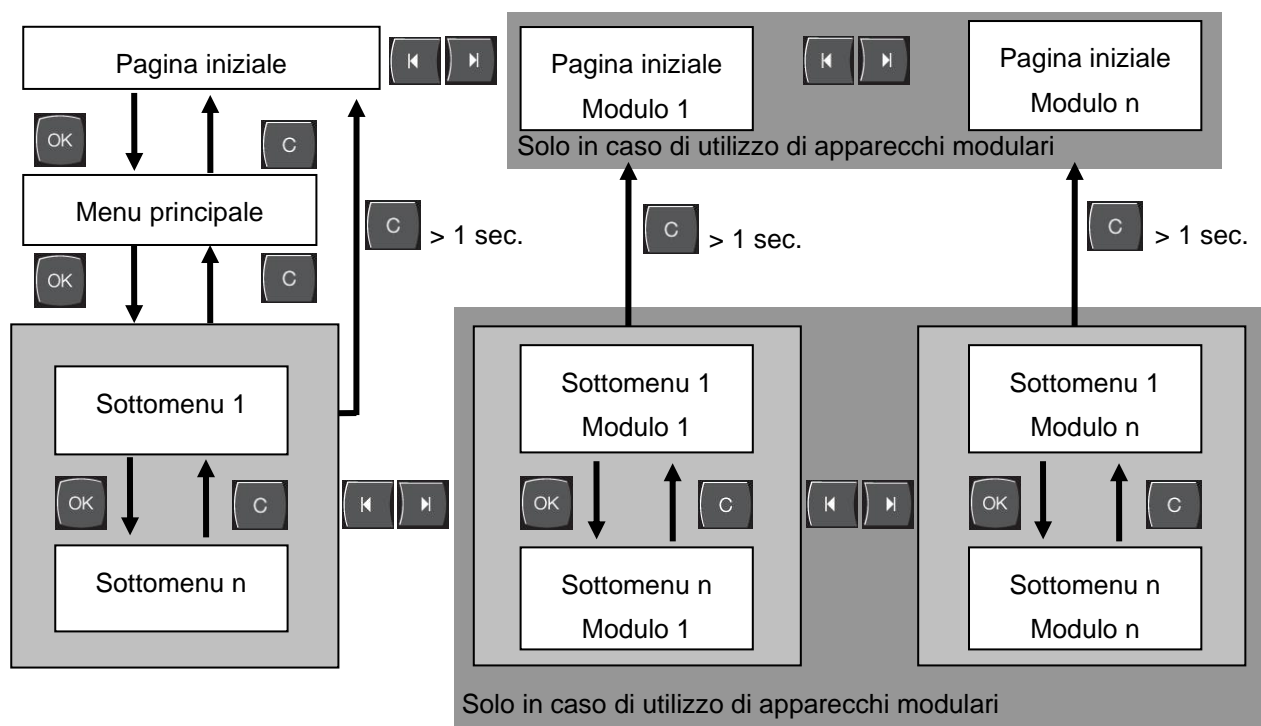 Pagina iniziale
Pagina iniziale
Modulo 1
Pagina iniziale
Modulo n
Solo in caso di utilizzo di apparecchi modulari
OK
C
Menu principale
C > 1 sec.
C > 1 sec.
C > 1 sec.
OK
C
Sottomenu 1
Sottomenu 1
Modulo 1
Sottomenu 1
Modulo n
OK
C
OK
C
OK
C
Sottomenu n
Sottomenu n
Modulo 1
Sottomenu n
Modulo n
Solo in caso di utilizzo di apparecchi modulari